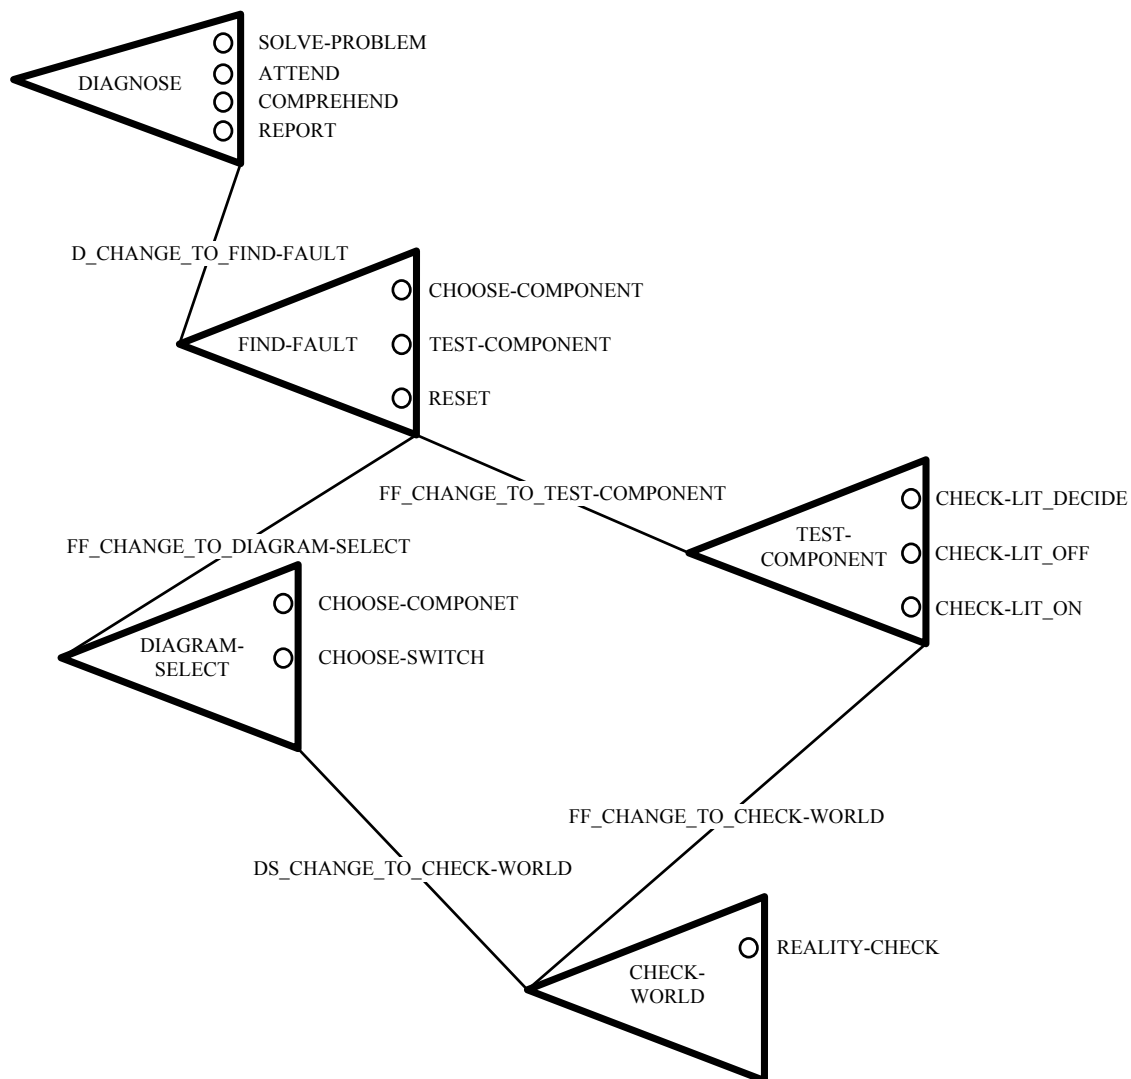 SOLVE-PROBLEM
DIAGNOSE
ATTEND
COMPREHEND
REPORT
D_CHANGE_TO_FIND-FAULT
CHOOSE-COMPONENT
FIND-FAULT
TEST-COMPONENT
RESET
FF_CHANGE_TO_TEST-COMPONENT
CHECK-LIT_DECIDE
TEST-
COMPONENT
CHECK-LIT_OFF
CHECK-LIT_ON
FF_CHANGE_TO_DIAGRAM-SELECT
CHOOSE-COMPONET
DIAGRAM-
SELECT
CHOOSE-SWITCH
FF_CHANGE_TO_CHECK-WORLD
DS_CHANGE_TO_CHECK-WORLD
REALITY-CHECK
CHECK-
WORLD